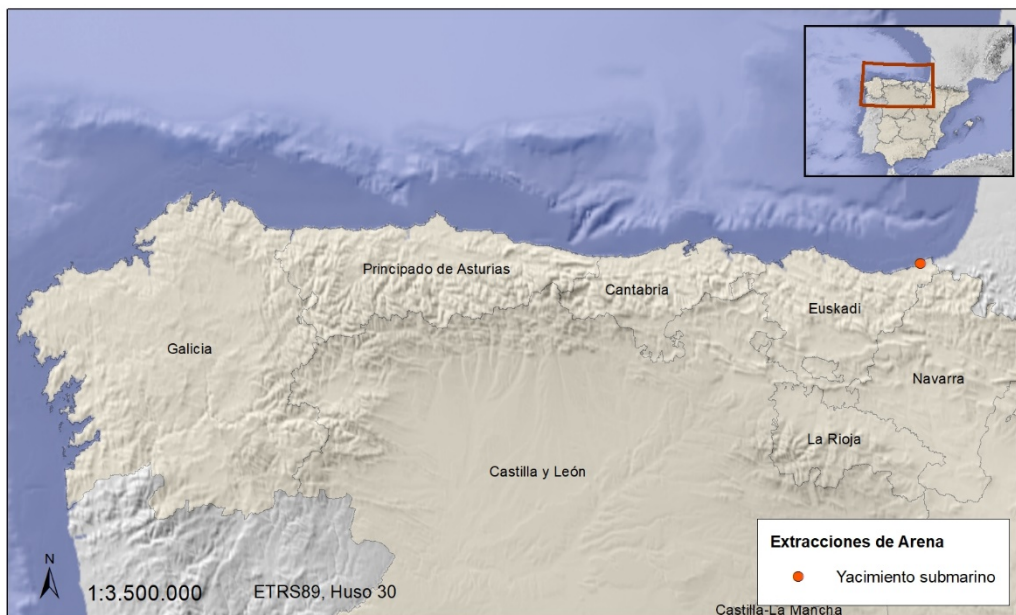 Principado de Asturias
Cantabria
Euskadi
Galicia
Navarra
La Rioja
Castilla y León
Extracciones de Arena
Yacimiento submarino
N
1:3.500.000
ETRS89, Huso 30
Castilla-La Mancha